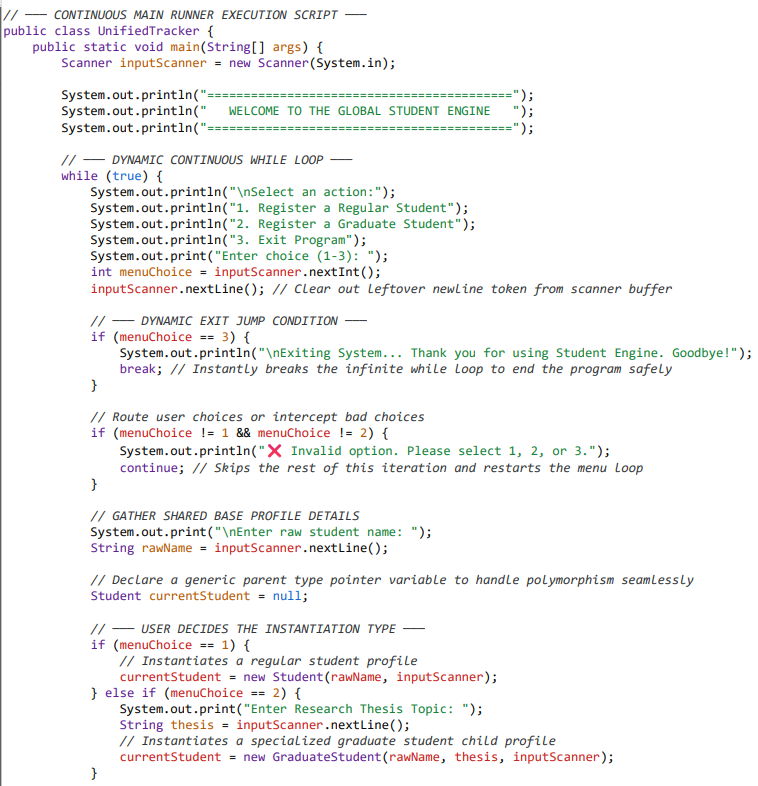 // —— CONTINUOUS MAIN RUNNER EXECUTION SCRIPT ——
public class UnifiedTracker {
    public static void main(String[] args) {
        Scanner inputScanner = new Scanner(System.in);

        System.out.println("==========================================");
        System.out.println("   WELCOME TO THE GLOBAL STUDENT ENGINE   ");
        System.out.println("==========================================");

        // —— DYNAMIC CONTINUOUS WHILE LOOP ——
        while (true) {
            System.out.println("\nSelect an action:");
            System.out.println("1. Register a Regular Student");
            System.out.println("2. Register a Graduate Student");
            System.out.println("3. Exit Program");
            System.out.print("Enter choice (1-3): ");
            int menuChoice = inputScanner.nextInt();
            inputScanner.nextLine(); // Clear out leftover newline token from scanner buffer

            // —— DYNAMIC EXIT JUMP CONDITION ——
            if (menuChoice == 3) {
                System.out.println("\nExiting System... Thank you for using Student Engine. Goodbye!");
                break; // Instantly breaks the infinite while loop to end the program safely
            }

            // Route user choices or intercept bad choices
            if (menuChoice != 1 && menuChoice != 2) {
                System.out.println("❌ Invalid option. Please select 1, 2, or 3.");
                continue; // Skips the rest of this iteration and restarts the menu loop
            }

            // GATHER SHARED BASE PROFILE DETAILS
            System.out.print("\nEnter raw student name: ");
            String rawName = inputScanner.nextLine();

            // Declare a generic parent type pointer variable to handle polymorphism seamlessly
            Student currentStudent = null;

            // —— USER DECIDES THE INSTANTIATION TYPE ——
            if (menuChoice == 1) {
                // Instantiates a regular student profile
                currentStudent = new Student(rawName, inputScanner);
            } else if (menuChoice == 2) {
                System.out.print("Enter Research Thesis Topic: ");
                String thesis = inputScanner.nextLine();
                // Instantiates a specialized graduate student child profile
                currentStudent = new GraduateStudent(rawName, thesis, inputScanner);
            }